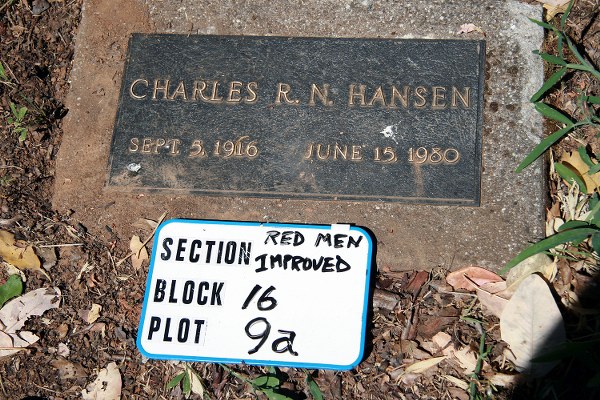 CHARLES R. N. HANSEN
SEPT. 5, 1916 JUNE 15, 1980
SECTION RED MEN
IMPROVED
BLOCK 16
PLOT 9a